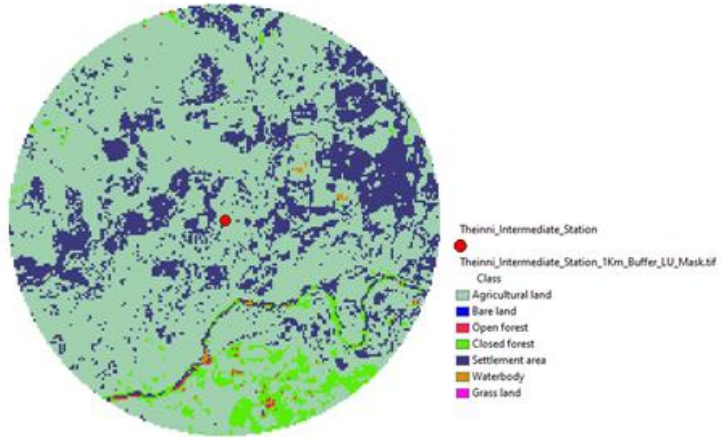 Theinni_Intermediate_Station
Theinni_Intermediate_Station_1Km_Buffer_LU_Mask.tif
Class
Agricultural land
Bare land
Open forest
Closed forest
Settlement area
Waterbody
Grass land